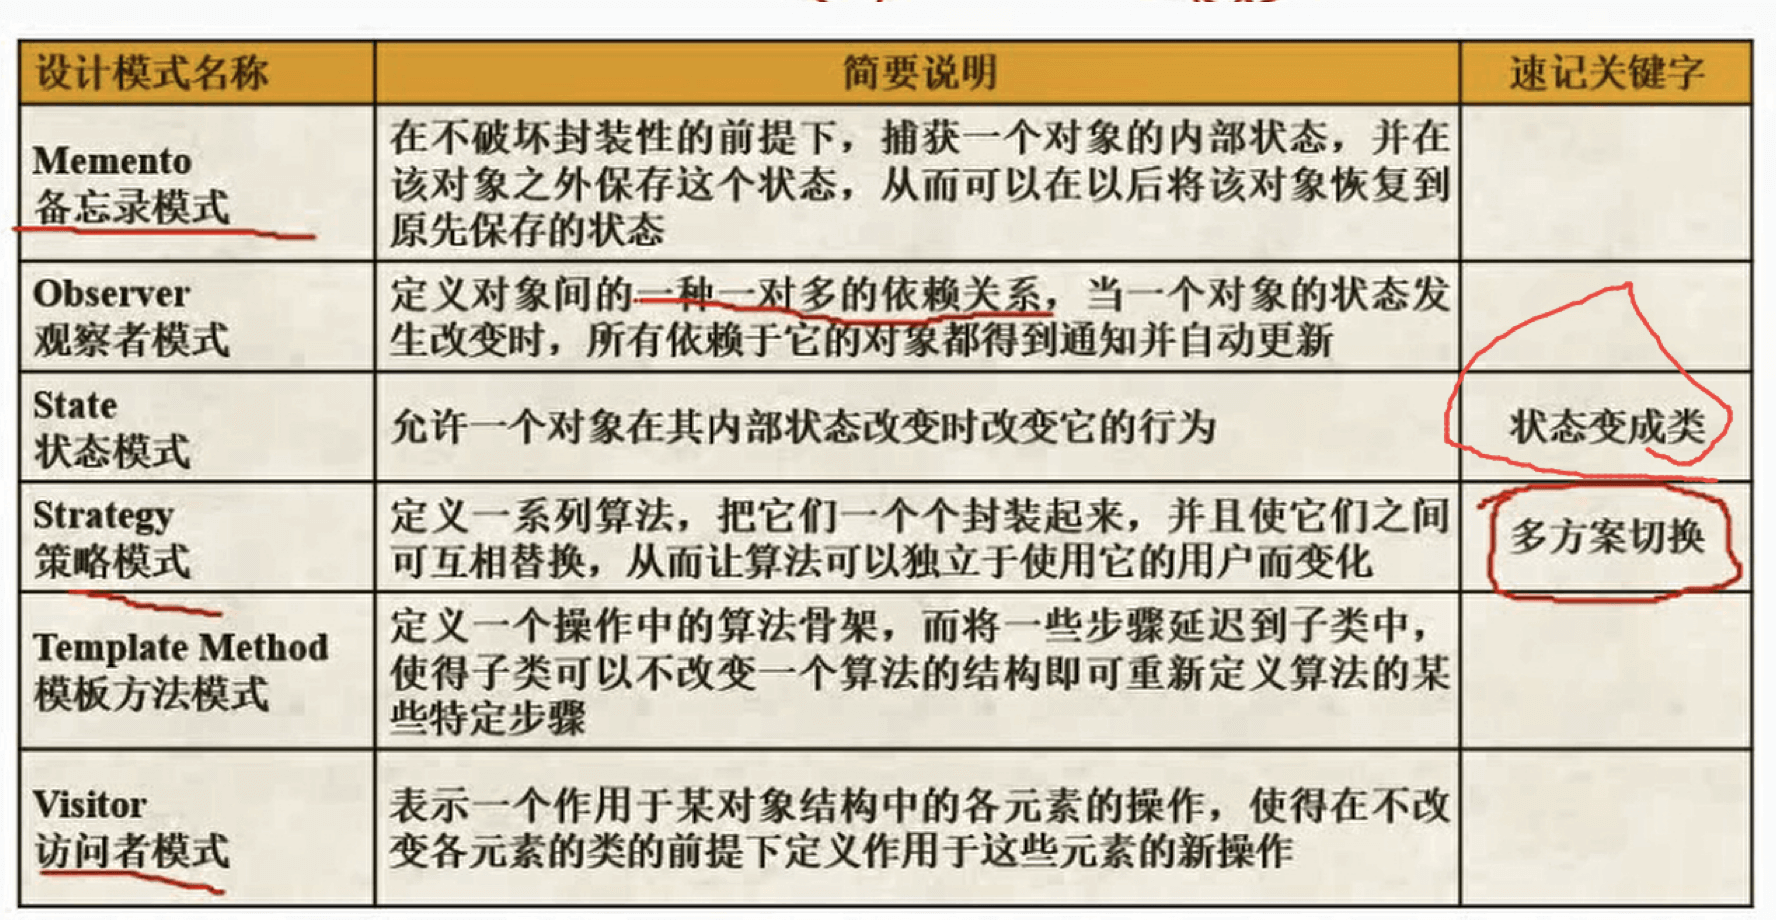 设计模式名称 简要说明 速记关键字
Memento
备忘录模式
在不破坏封装性的前提下，捕获一个对象的内部状态，并在
该对象之外保存这个状态，从而可以在以后将该对象恢复到
原先保存的状态
Observer
观察者模式
定义对象间的一种一对多的依赖关系，当一个对象的状态发
生改变时，所有依赖于它的对象都得到通知并自动更新
State
状态模式
允许一个对象在其内部状态改变时改变它的行为
状态变成类
Strategy
策略模式
定义一系列算法，把它们一个个封装起来，并且使它们之间
可互相替换，从而让算法可以独立于使用它的用户而变化
多方案切换
Template Method
模板方法模式
定义一个操作中的算法骨架，而将一些步骤延迟到子类中，
使得子类可以不改变一个算法的结构即可重新定义算法的某
些特定步骤
Visitor
访问者模式
表示一个作用于某对象结构中的各元素的操作，使得在不改
变各元素的类的前提下定义作用于这些元素的新操作